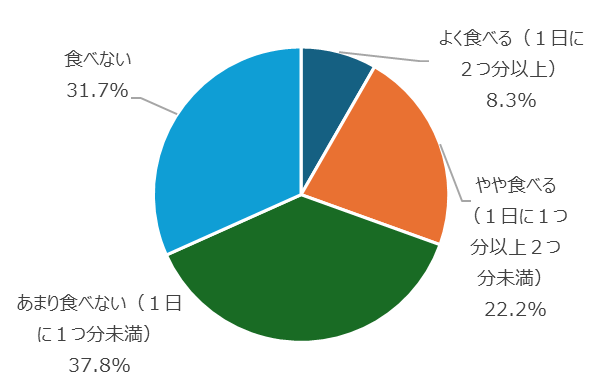 よく食べる（１日に
２つ分以上）
8.3%
やや食べる
（１日に１つ
分以上２つ
分未満）
22.2%
あまり食べない（１日
に１つ分未満）
37.8%
食べない
31.7%